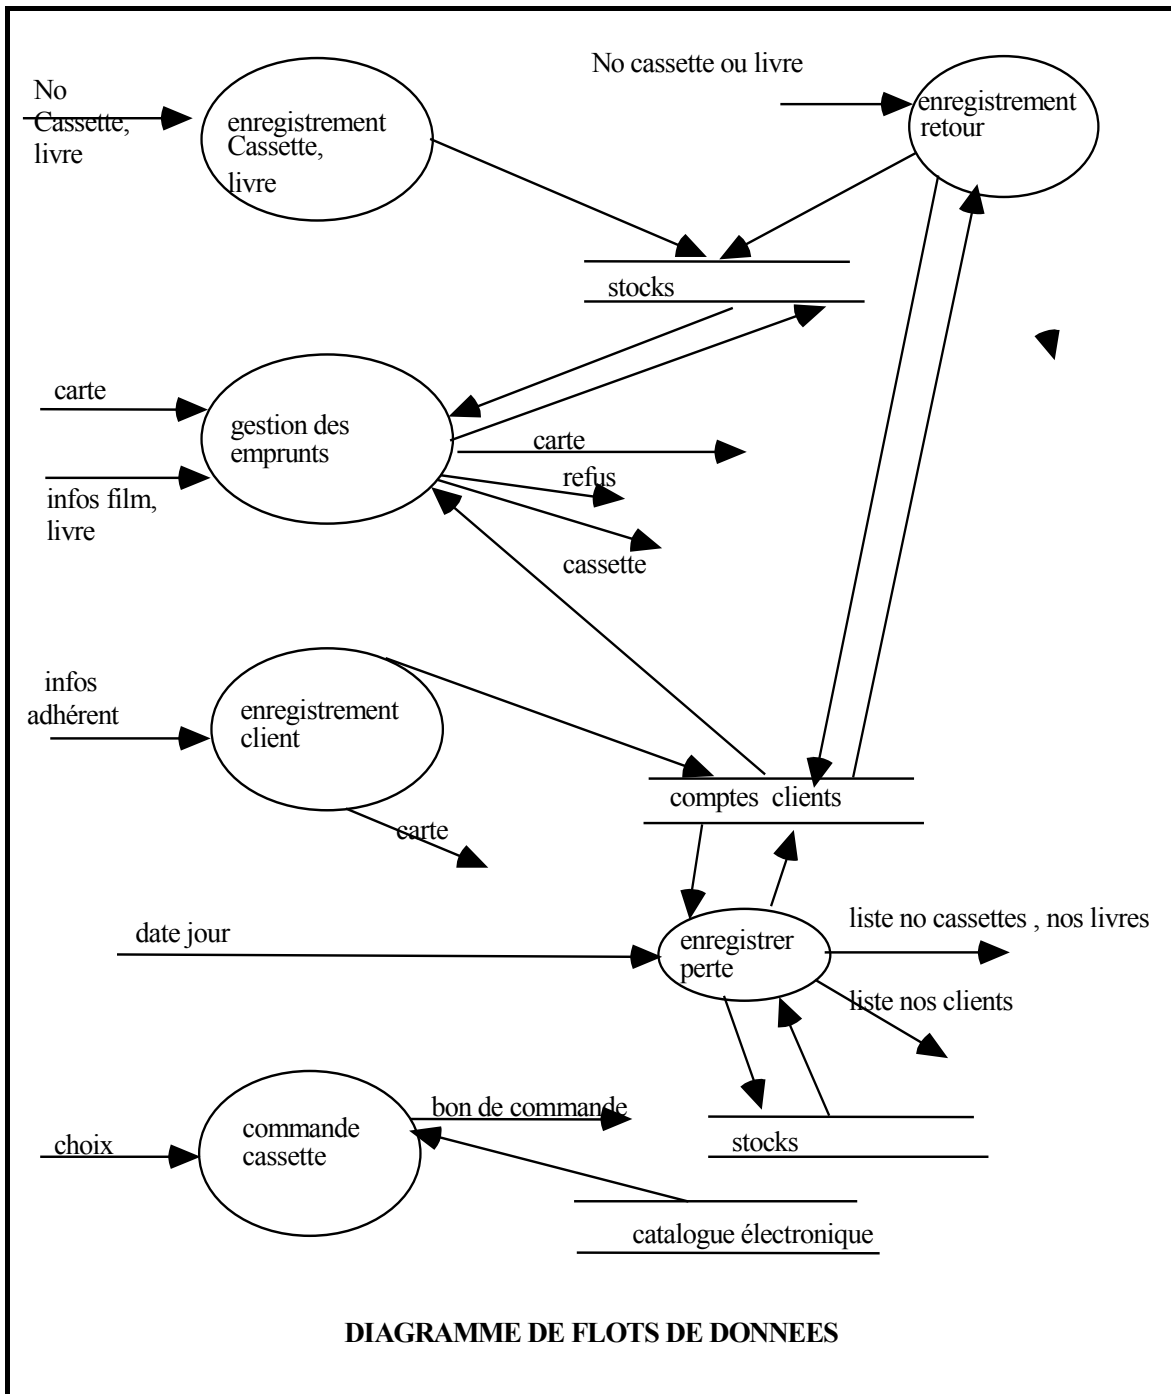 No
Cassette,
livre
enregistrement
Cassette,
livre
No cassette ou livre
enregistrement
retour
stocks
carte
infos film,
livre
gestion des
emprunts
carte
refus
cassette
infos
adhérent
enregistrement
client
carte
comptes clients
date jour
enregistrer
perte
liste no cassettes , nos livres
liste nos clients
choix
commande
cassette
bon de commande
stocks
catalogue électronique
DIAGRAMME DE FLOTS DE DONNEES